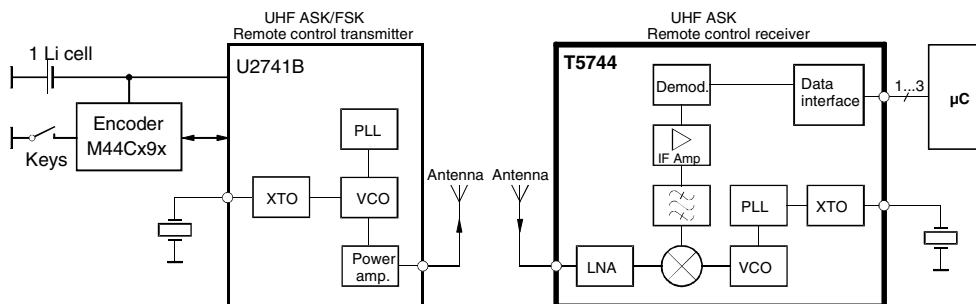 UHF ASK/FSK
Remote control transmitter
1 Li cell
U2741B
Encoder
M44Cx9x
Keys
PLL
XTO
VCO
Power
amp.
Antenna
Antenna
UHF ASK
Remote control receiver
T5744
Demod.
Data
interface
1...3
µC
IF Amp
PLL
XTO
LNA
VCO